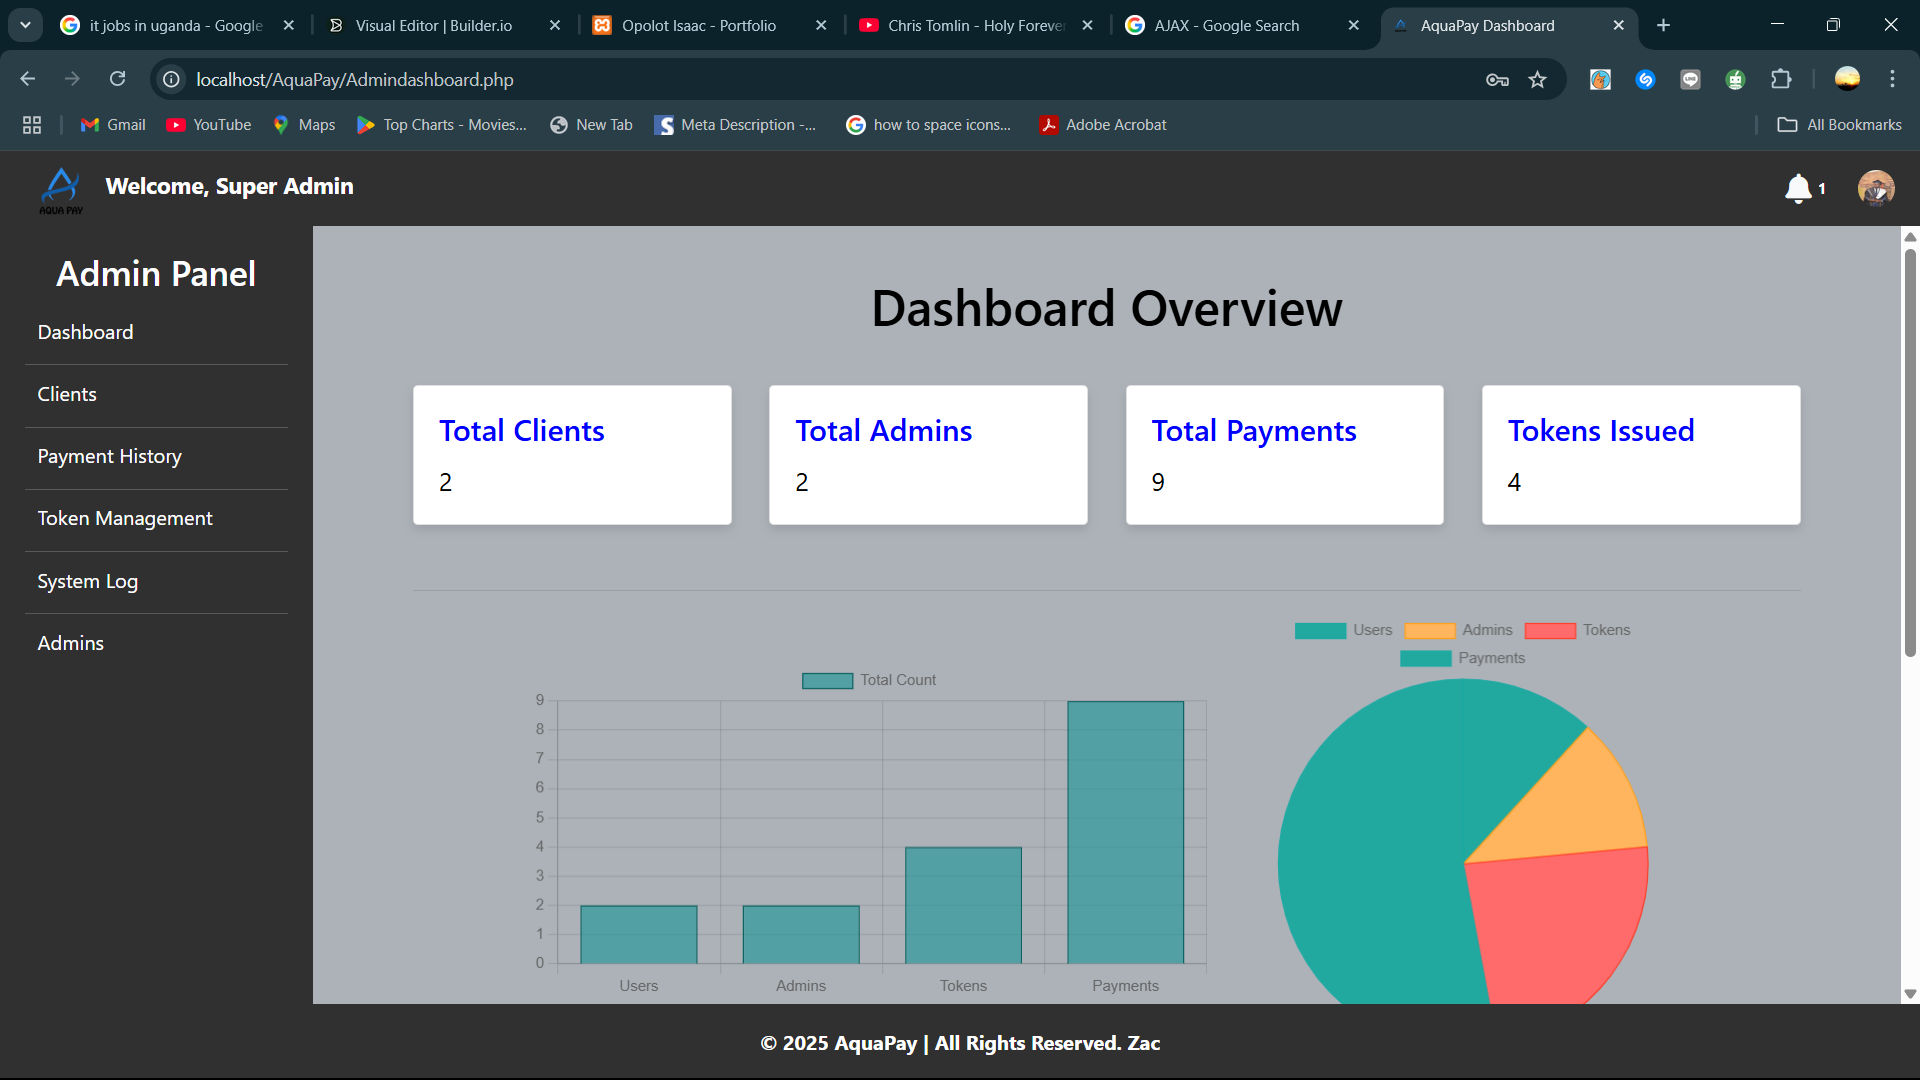 it jobs in uganda - Google
Visual Editor | Builder.io
Opolot Isaac - Portfolio
Chris Tomlin - Holy Forever
AJAX - Google Search
AquaPay Dashboard
localhost/AquaPay/Admindashboard.php
Gmail
YouTube
Maps
Top Charts - Movies...
New Tab
Meta Description -...
how to space icons...
Adobe Acrobat
All Bookmarks
AQUA PAY
Welcome, Super Admin
1
Admin Panel
Dashboard
Clients
Payment History
Token Management
System Log
Admins
Dashboard Overview
Total Clients
2
Total Admins
2
Total Payments
9
Tokens Issued
4
Total Count
9
8
7
6
5
4
3
2
1
0
Users
Admins
Tokens
Payments
Users
Admins
Tokens
Payments
© 2025 AquaPay | All Rights Reserved. Zac